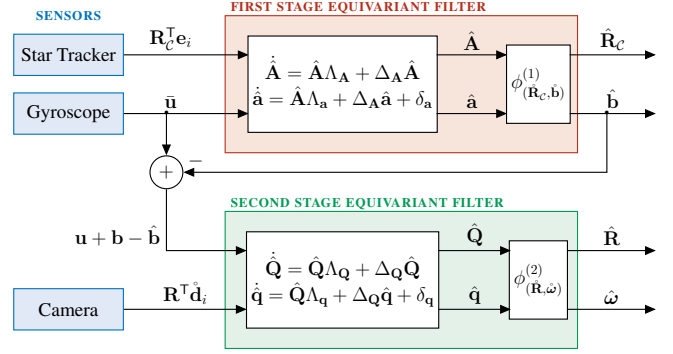 SENSORS
FIRST STAGE EQUIVARIANT FILTER
Star Tracker
R_C^⊤ e_i
Â̇ = ÂΛ_A + Δ_A Â
â̇ = ÂΛ_a + Δ_A â + δ_a
Â
ϕ^(1)_(R̊_C, b̊)
R̂_C
Gyroscope
ū
â
b̂
+
−
SECOND STAGE EQUIVARIANT FILTER
u + b − b̂
Q̂̇ = Q̂Λ_Q + Δ_Q Q̂
q̂̇ = Q̂Λ_q + Δ_Q q̂ + δ_q
Q̂
ϕ^(2)_(R̊, ω̊)
R̂
Camera
R^⊤ d̊_i
q̂
ω̂